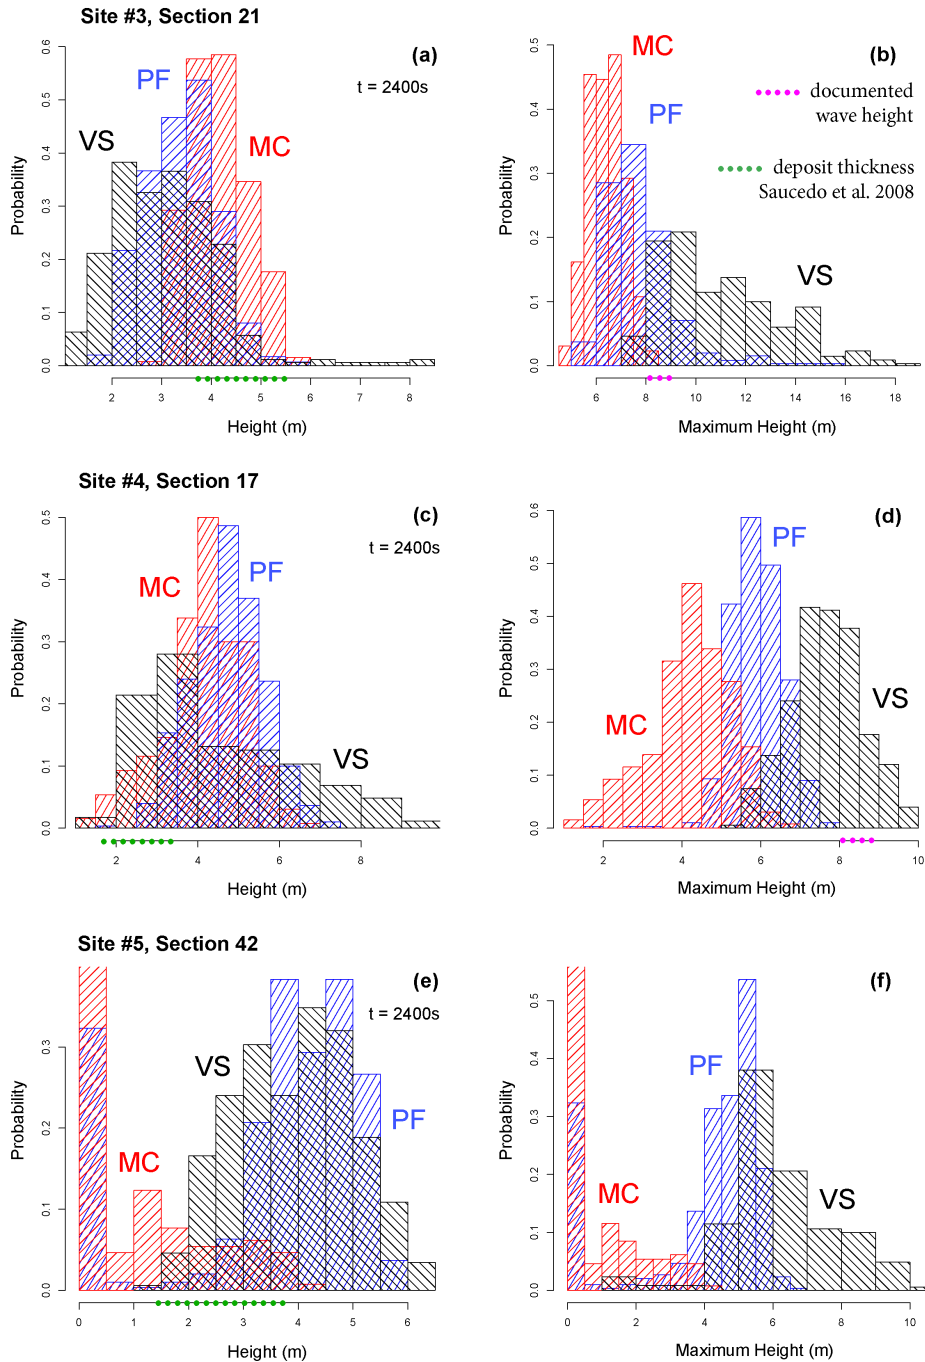 Site #3, Section 21
(a)
t = 2400s
PF
VS
MC
Probability
0.0
0.1
0.2
0.3
0.4
0.5
0.6
2 3 4 5 6 7 8
Height (m)
(b)
MC
PF
VS
documented
wave height
deposit thickness
Saucedo et al. 2008
Probability
0.0
0.1
0.2
0.3
0.4
0.5
6 8 10 12 14 16 18
Maximum Height (m)
Site #4, Section 17
(c)
t = 2400s
MC
PF
VS
Probability
0.0
0.1
0.2
0.3
0.4
0.5
2 4 6 8
Height (m)
(d)
PF
MC
VS
Probability
0.0
0.1
0.2
0.3
0.4
0.5
0.6
2 4 6 8 10
Maximum Height (m)
Site #5, Section 42
(e)
t = 2400s
VS
PF
MC
Probability
0.0
0.1
0.2
0.3
0 1 2 3 4 5 6
Height (m)
(f)
PF
MC
VS
Probability
0.0
0.1
0.2
0.3
0.4
0.5
0 2 4 6 8 10
Maximum Height (m)